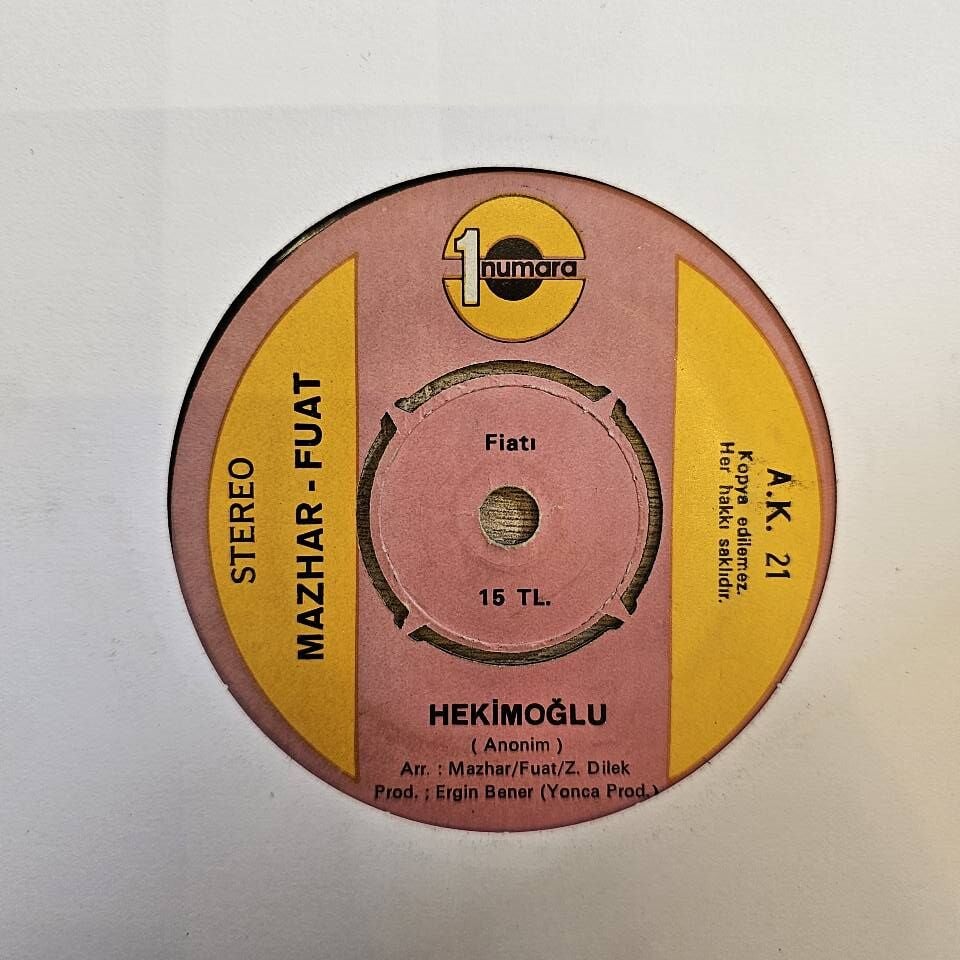 1 numara
STEREO
MAZHAR - FUAT
Fiatı
15 TL.
A.K. 21
Kopya edilemez.
Her hakkı saklıdır.
HEKİMOĞLU
( Anonim )
Arr. : Mazhar/Fuat/Z. Dilek
Prod. : Ergin Bener (Yonca Prod.)